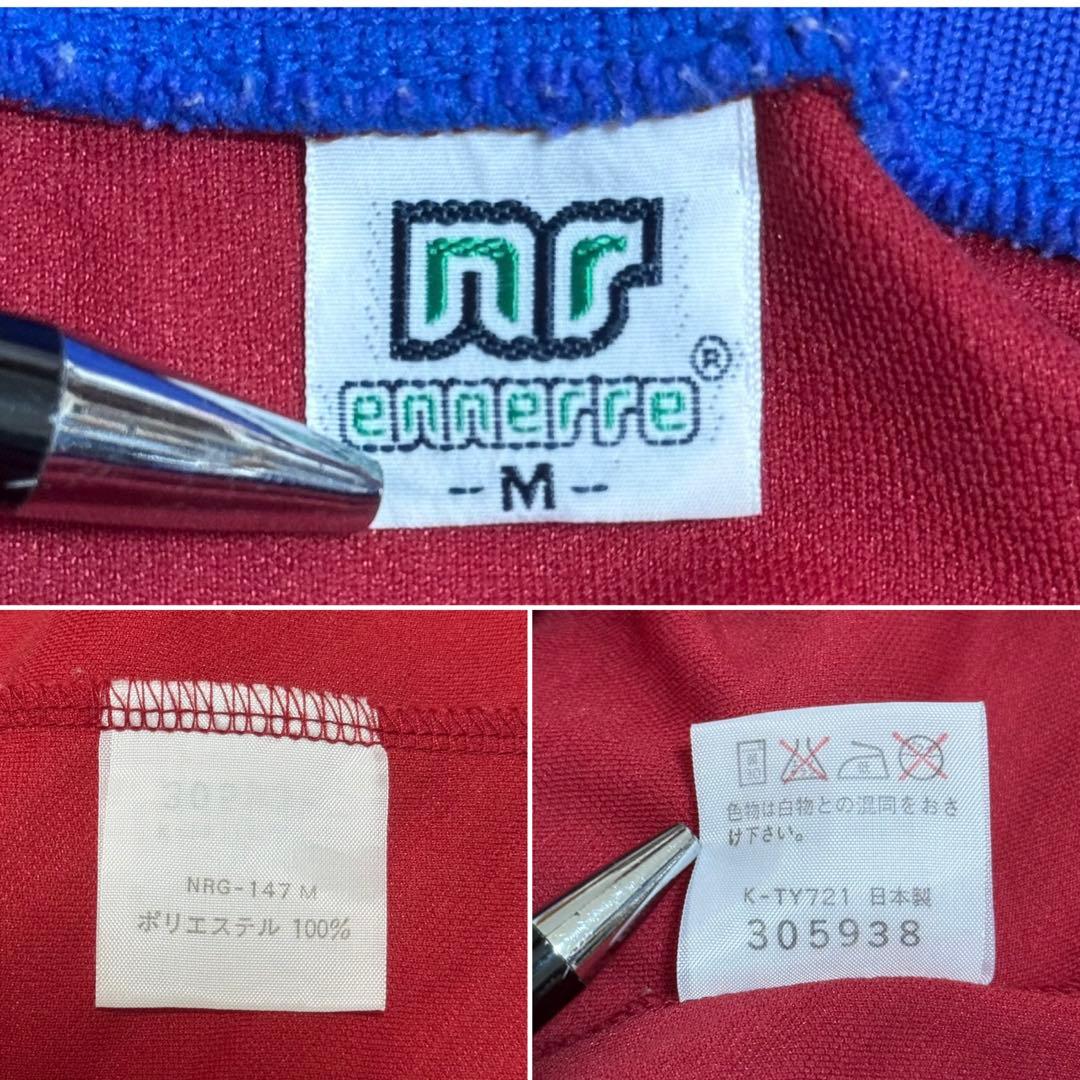 nr
®
ennerre
- M -
NRG-147 M
ポリエステル 100%
色物は白物との混同をおさ
け下さい。
K-TY721 日本製
305938